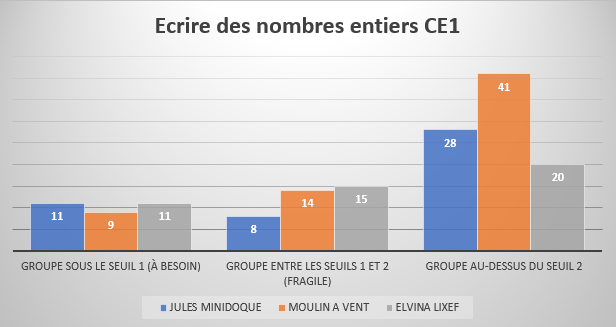 Ecrire des nombres entiers CE1
11
9
11
8
14
15
28
41
20
GROUPE SOUS LE SEUIL 1 (À BESOIN)
GROUPE ENTRE LES SEUILS 1 ET 2
(FRAGILE)
GROUPE AU-DESSUS DU SEUIL 2
JULES MINIDOQUE
MOULIN A VENT
ELVINA LIXEF